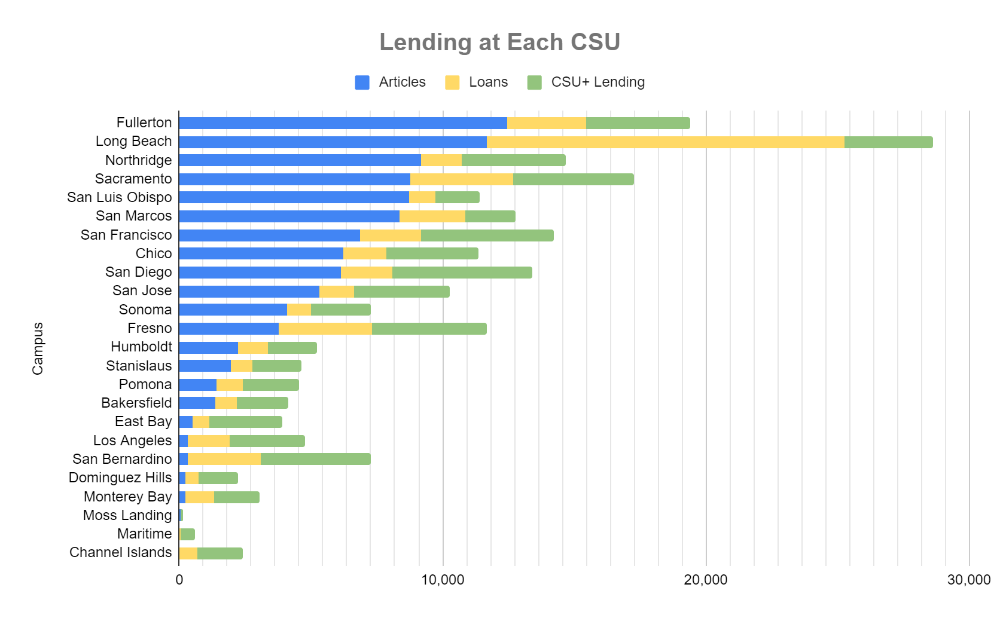 Lending at Each CSU
Articles Loans CSU+ Lending
Campus
Fullerton
Long Beach
Northridge
Sacramento
San Luis Obispo
San Marcos
San Francisco
Chico
San Diego
San Jose
Sonoma
Fresno
Humboldt
Stanislaus
Pomona
Bakersfield
East Bay
Los Angeles
San Bernardino
Dominguez Hills
Monterey Bay
Moss Landing
Maritime
Channel Islands
0 10,000 20,000 30,000